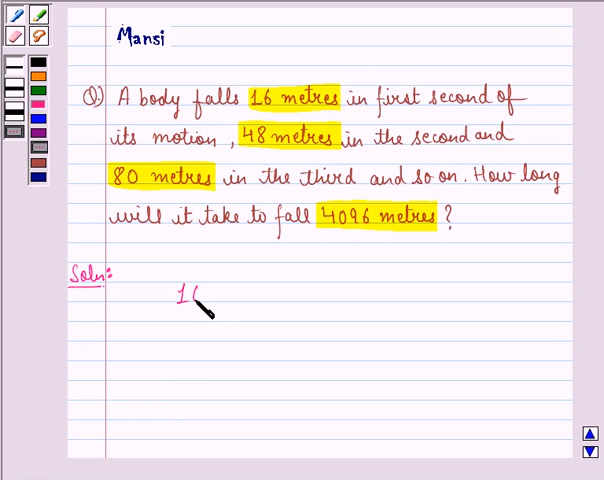 Mansi
Q.) A body falls 16 metres in first second of
its motion, 48 metres in the second and
80 metres in the third and so on. How long
will it take to fall 4096 metres?
Soln:
1